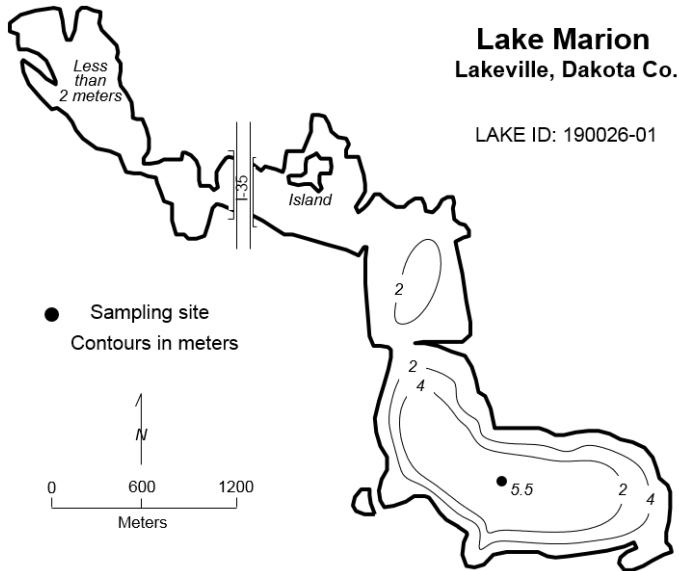 Lake Marion
Lakeville, Dakota Co.
LAKE ID: 190026-01
Less
than
2 meters
I-35
Island
2
Sampling site
Contours in meters
2
4
N
5.5
2
4
0 600 1200
Meters